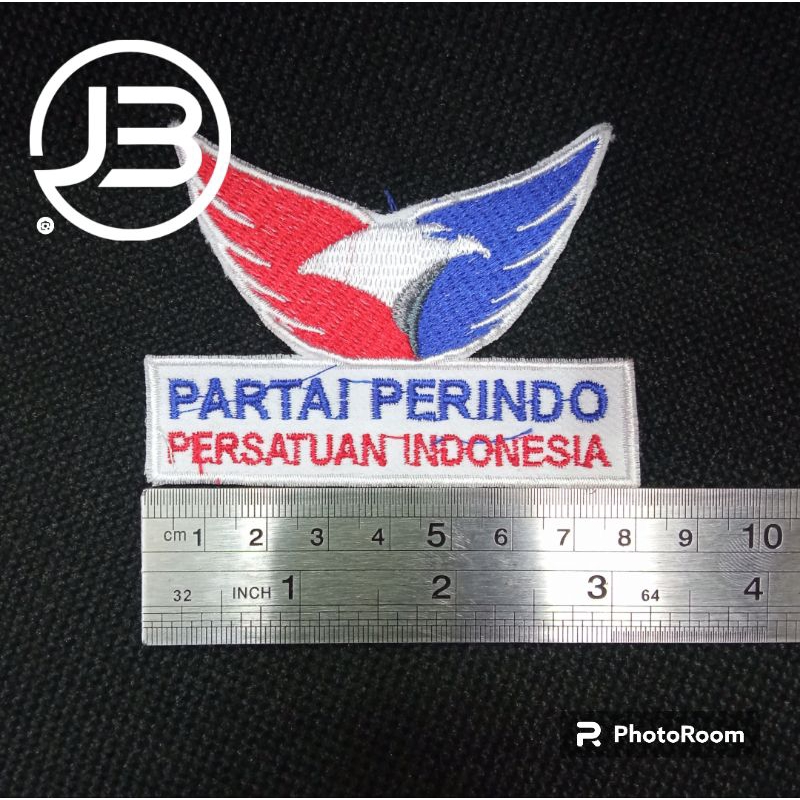 JB
PARTAI PERINDO
PERSATUAN INDONESIA
cm 1 2 3 4 5 6 7 8 9 10
32 INCH 1 2 3 64 4
PhotoRoom